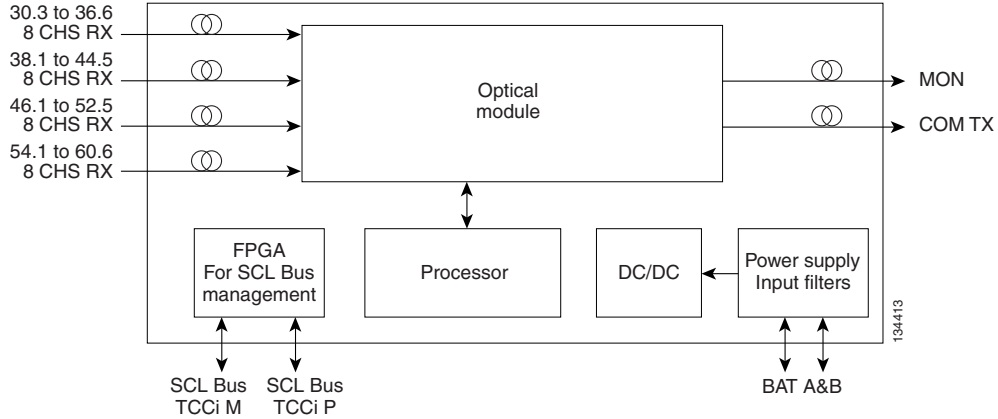 30.3 to 36.6
8 CHS RX
38.1 to 44.5
8 CHS RX
46.1 to 52.5
8 CHS RX
54.1 to 60.6
8 CHS RX
Optical
module
MON
COM TX
FPGA
For SCL Bus
management
Processor
DC/DC
Power supply
Input filters
134413
SCL Bus
TCCi M
SCL Bus
TCCi P
BAT A&B